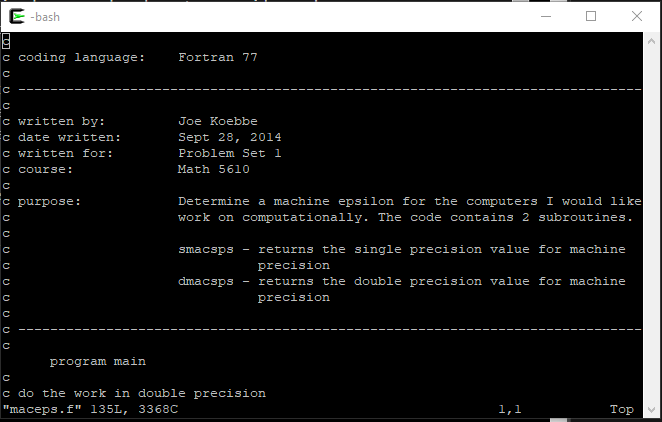 -bash
c
c coding language:    Fortran 77
c
c -------------------------------------------------------------------------------
c
c written by:         Joe Koebbe
c date written:       Sept 28, 2014
c written for:        Problem Set 1
c course:             Math 5610
c
c purpose:            Determine a machine epsilon for the computers I would like
c                     work on computationally. The code contains 2 subroutines.
c
c                     smacsps - returns the single precision value for machine
c                               precision
c                     dmacsps - returns the double precision value for machine
c                               precision
c
c -------------------------------------------------------------------------------
c
      program main
c
c do the work in double precision
"maceps.f" 135L, 3368C                                        1,1           Top